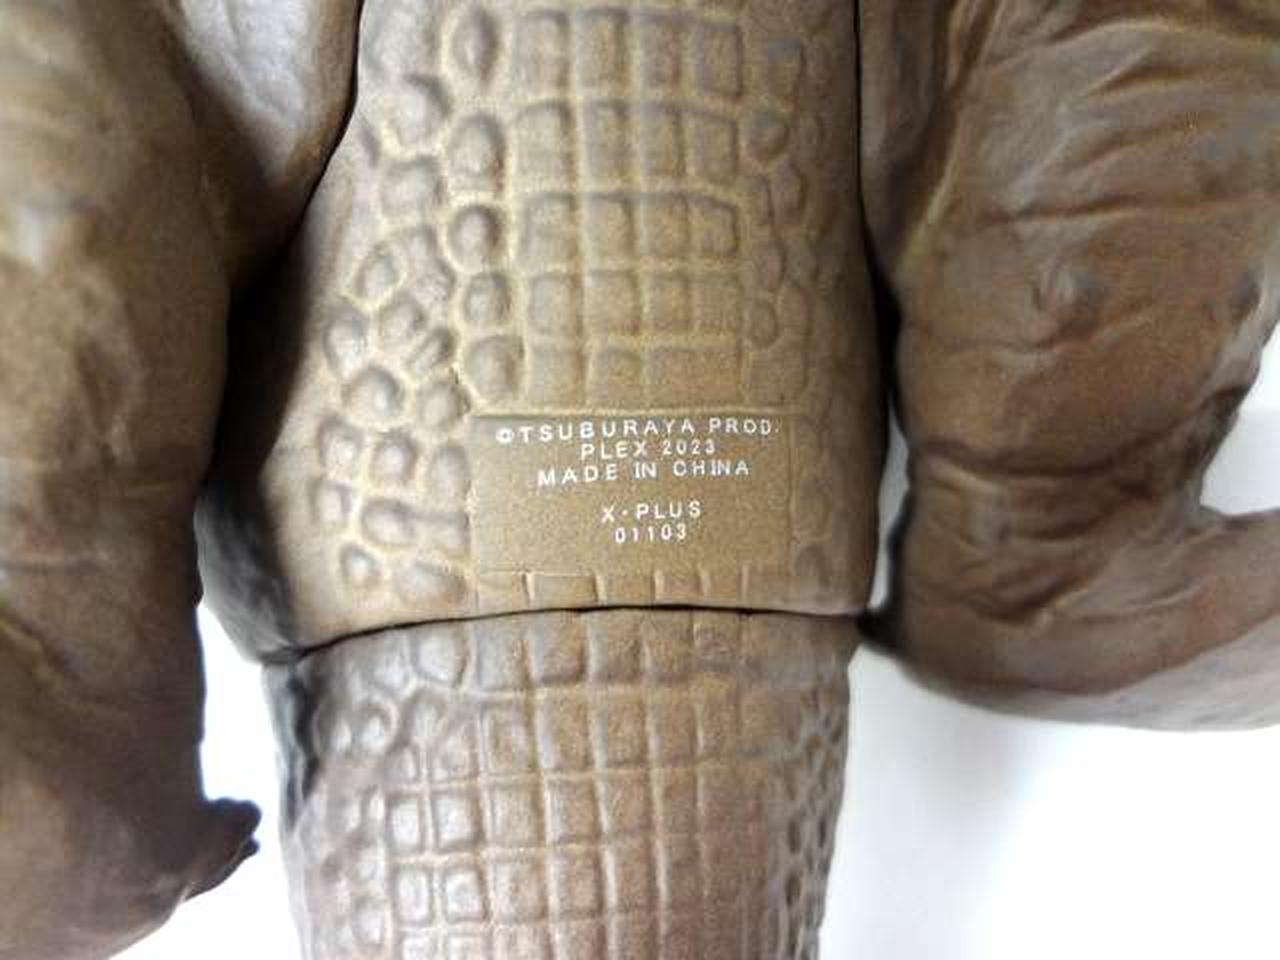 ©TSUBURAYA PROD.
PLEX 2023
MADE IN CHINA
X・PLUS
01103